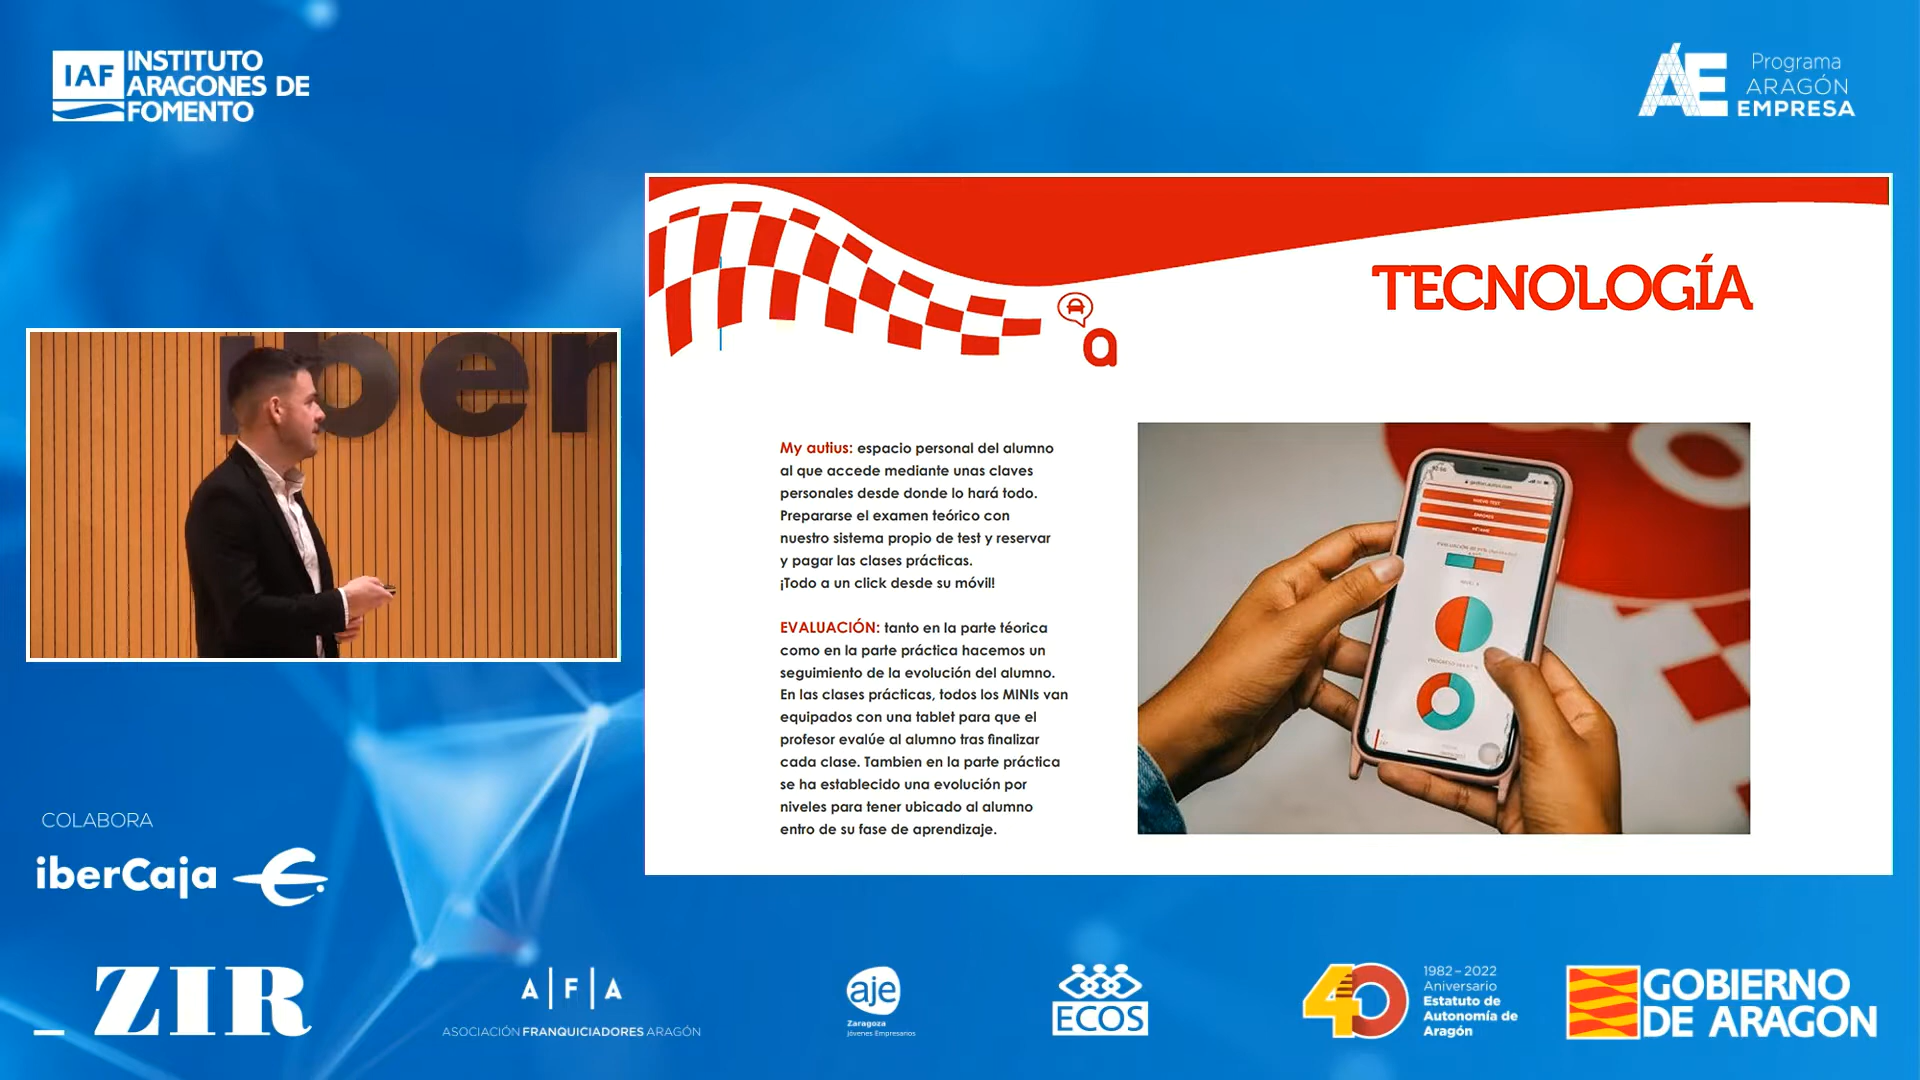 IAF
INSTITUTO
ARAGONES DE
FOMENTO
ÁE
Programa
ARAGÓN
EMPRESA
iber
TECNOLOGÍA
a
My autius: espacio personal del alumno
al que accede mediante unas claves
personales desde donde lo hará todo.
Prepararse el examen teórico con
nuestro sistema propio de test y reservar
y pagar las clases prácticas.
¡Todo a un click desde su móvil!
EVALUACIÓN: tanto en la parte téorica
como en la parte práctica hacemos un
seguimiento de la evolución del alumno.
En las clases prácticas, todos los MINIs van
equipados con una tablet para que el
profesor evalúe al alumno tras finalizar
cada clase. Tambien en la parte práctica
se ha establecido una evolución por
niveles para tener ubicado al alumno
entro de su fase de aprendizaje.
COLABORA
iberCaja
_ ZIR
A|F|A
ASOCIACIÓN FRANQUICIADORES ARAGÓN
aje
Zaragoza
Jóvenes Empresarios
ECOS
40
1982 – 2022
Aniversario
Estatuto de
Autonomía de
Aragón
GOBIERNO
DE ARAGON